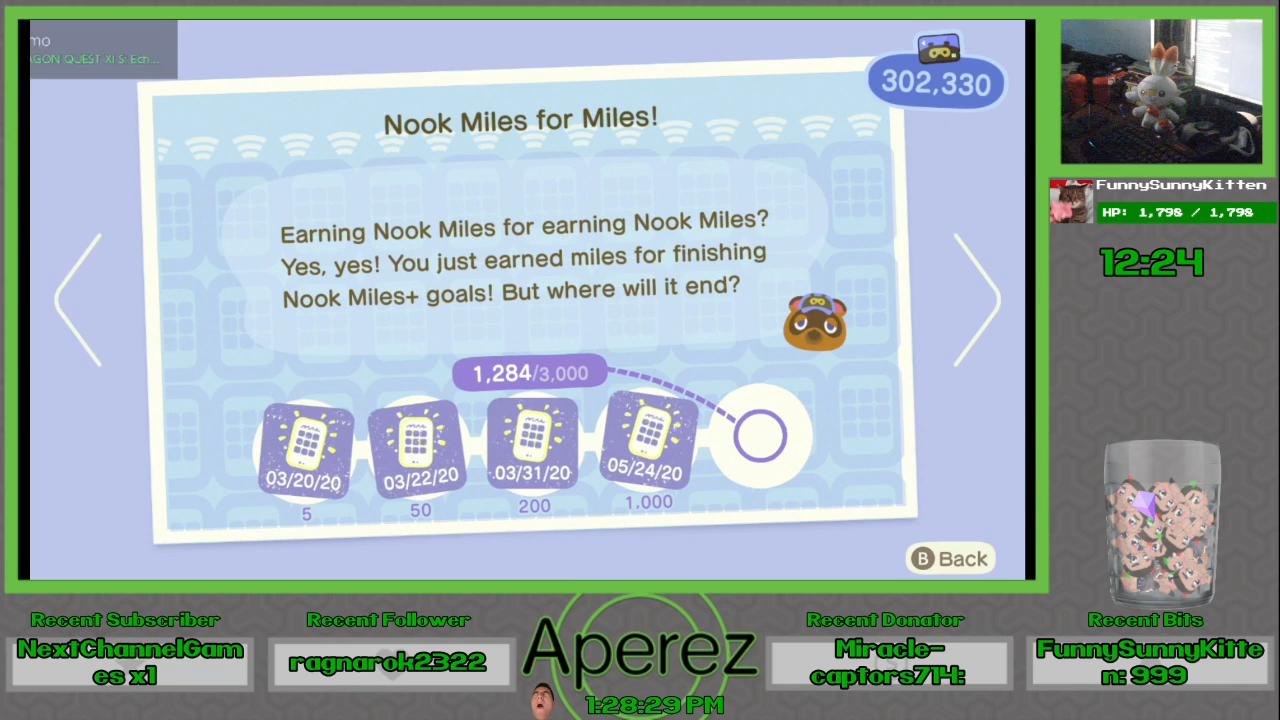 mo
AGON QUEST XI S: Ech...
302,330
Nook Miles for Miles!
Earning Nook Miles for earning Nook Miles?
Yes, yes! You just earned miles for finishing
Nook Miles+ goals! But where will it end?
1,284/3,000
03/20/20
03/22/20
03/31/20
05/24/20
5
50
200
1.000
B Back
FunnySunnyKitten
HP: 1,798 / 1,798
12:24
Recent Subscriber
NextChannelGam
es x1
Recent Follower
ragnarok2322
Aperez
1:28:29 PM
Recent Donator
Miracle-
captors714:
Recent Bits
FunnySunnyKitte
n: 999